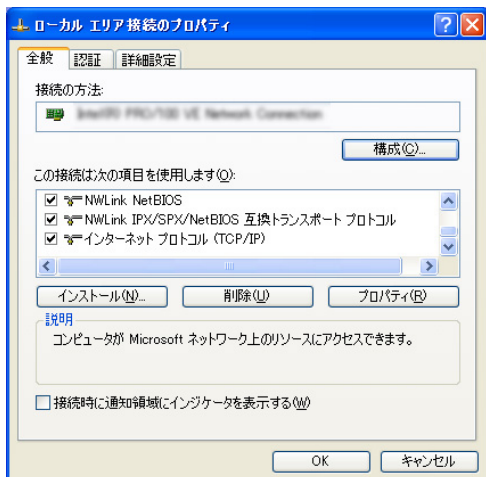 ローカル エリア接続のプロパティ
全般 認証 詳細設定
接続の方法:
Intel(R) PRO/100 VE Network Connection
構成(C)...
この接続は次の項目を使用します(O):
NWLink NetBIOS
NWLink IPX/SPX/NetBIOS 互換トランスポート プロトコル
インターネット プロトコル (TCP/IP)
インストール(N)... 削除(U) プロパティ(R)
説明
コンピュータが Microsoft ネットワーク上のリソースにアクセスできます。
接続時に通知領域にインジケータを表示する(W)
OK キャンセル